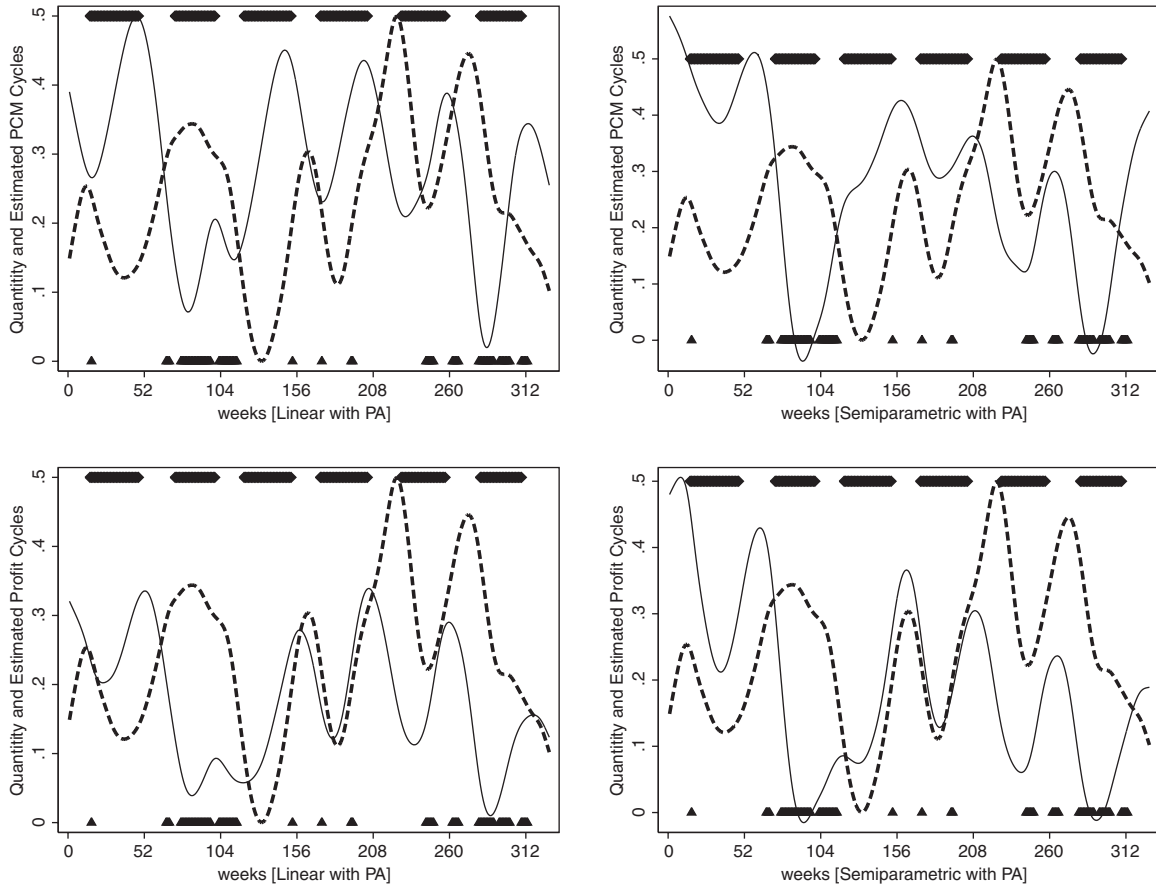 Quantitity and Estimated PCM Cycles
.5
.4
.3
.2
.1
0
0 52 104 156 208 260 312
weeks [Linear with PA]
Quantitity and Estimated PCM Cycles
.5
.4
.3
.2
.1
0
0 52 104 156 208 260 312
weeks [Semiparametric with PA]
Quantitity and Estimated Profit Cycles
.5
.4
.3
.2
.1
0
0 52 104 156 208 260 312
weeks [Linear with PA]
Quantitity and Estimated Profit Cycles
.5
.4
.3
.2
.1
0
0 52 104 156 208 260 312
weeks [Semiparametric with PA]